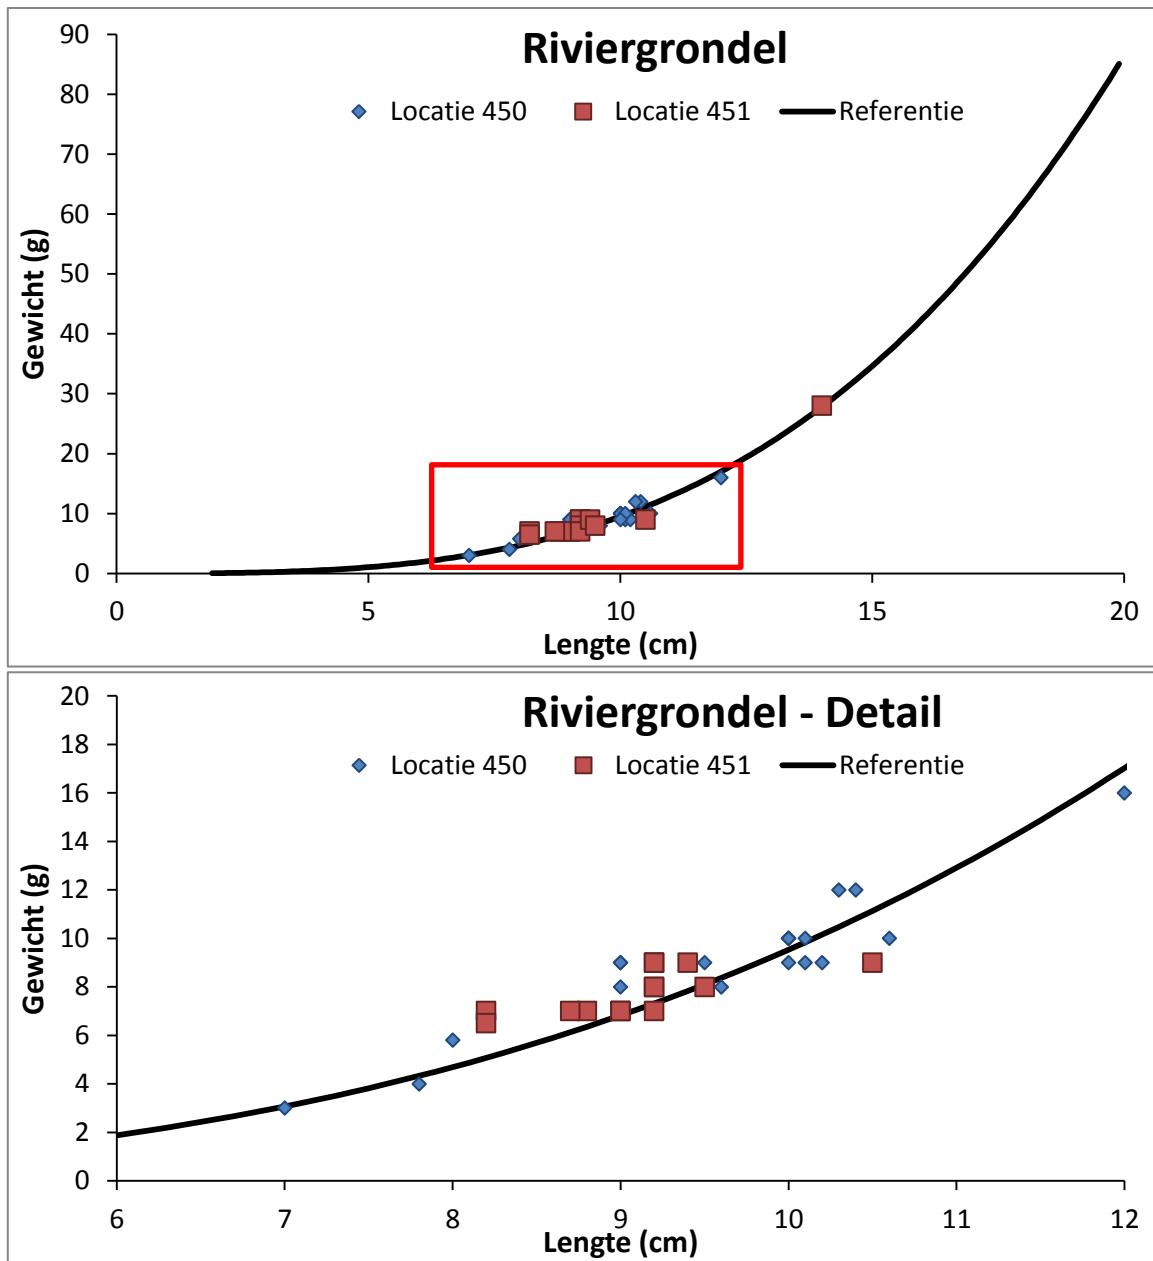 Riviergrondel
Locatie 450 Locatie 451 Referentie
Gewicht (g)
90
80
70
60
50
40
30
20
10
0
0 5 10 15 20
Lengte (cm)
Riviergrondel - Detail
Locatie 450 Locatie 451 Referentie
Gewicht (g)
20
18
16
14
12
10
8
6
4
2
0
6 7 8 9 10 11 12
Lengte (cm)